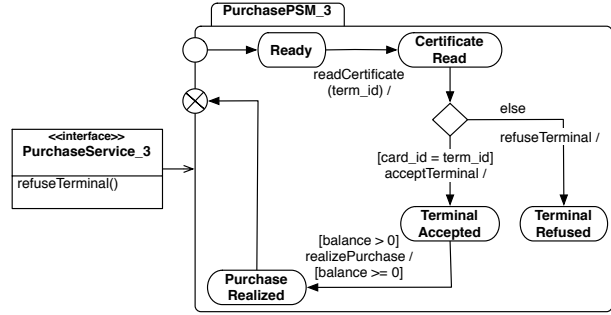 PurchasePSM_3
Ready
Certificate
Read
readCertificate
(term_id) /
else
refuseTerminal /
<<interface>>
PurchaseService_3
refuseTerminal()
[card_id = term_id]
acceptTerminal /
Terminal
Accepted
Terminal
Refused
[balance > 0]
realizePurchase /
[balance >= 0]
Purchase
Realized